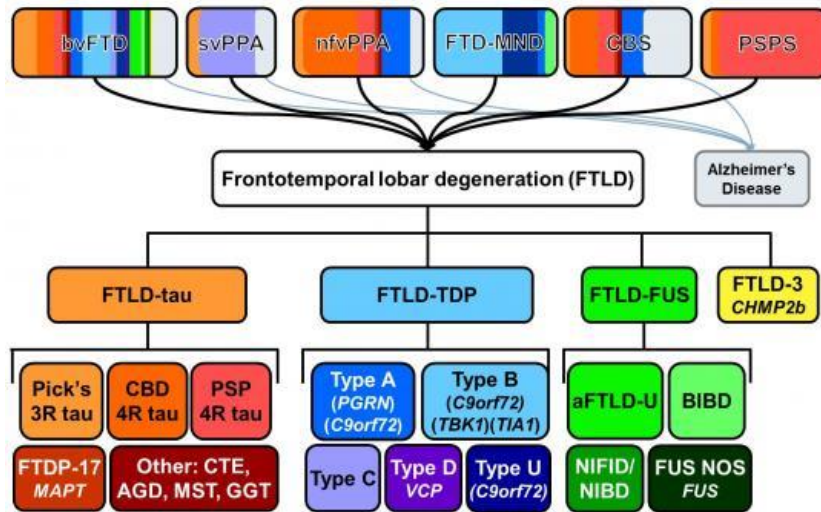 bvFTD
svPPA
nfvPPA
FTD-MND
CBS
PSPS
Frontotemporal lobar degeneration (FTLD)
Alzheimer's
Disease
FTLD-tau
FTLD-TDP
FTLD-FUS
FTLD-3
CHMP2b
Pick's
3R tau
CBD
4R tau
PSP
4R tau
Type A
(PGRN)
(C9orf72)
Type B
(C9orf72)
(TBK1)(TIA1)
aFTLD-U
BIBD
FTDP-17
MAPT
Other: CTE,
AGD, MST, GGT
Type C
Type D
VCP
Type U
(C9orf72)
NIFID/
NIBD
FUS NOS
FUS